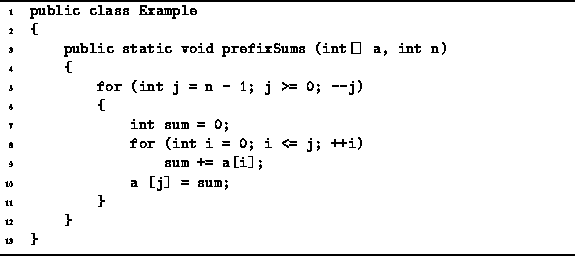 1 public class Example
2 {
3     public static void prefixSums (int[] a, int n)
4     {
5         for (int j = n - 1; j >= 0; --j)
6         {
7             int sum = 0;
8             for (int i = 0; i <= j; ++i)
9                 sum += a[i];
10             a [j] = sum;
11         }
12     }
13 }